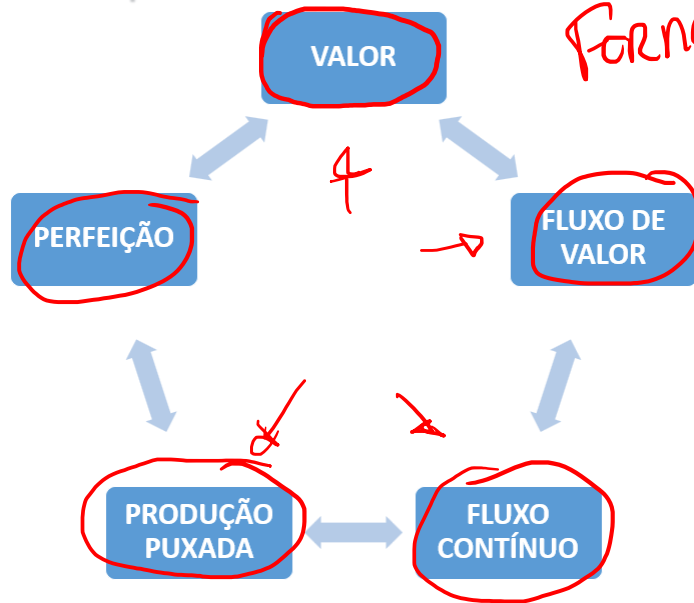 VALOR
PERFEIÇÃO
FLUXO DE
VALOR
PRODUÇÃO
PUXADA
FLUXO
CONTÍNUO